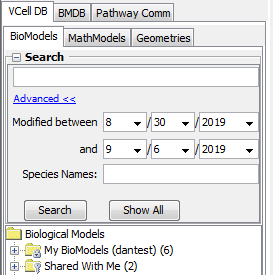 VCell DB BMDB Pathway Comm
BioModels MathModels Geometries
Search
Advanced <<
Modified between 8 / 30 / 2019
and 9 / 6 / 2019
Species Names:
Search Show All
Biological Models
My BioModels (dantest) (6)
Shared With Me (2)